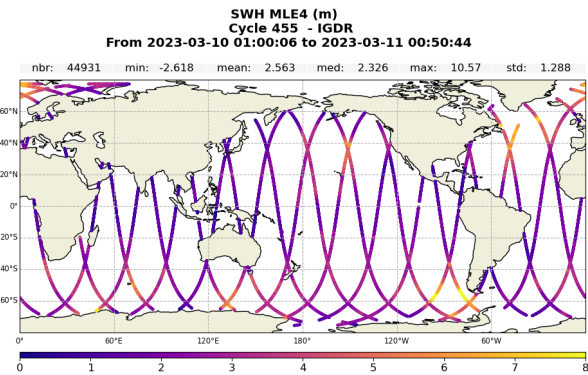 SWH MLE4 (m)
Cycle 455 - IGDR
From 2023-03-10 01:00:06 to 2023-03-11 00:50:44
nbr: 44931 min: -2.618 mean: 2.563 med: 2.326 max: 10.57 std: 1.288
60°N
40°N
20°N
0°
20°S
40°S
60°S
0° 60°E 120°E 180° 120°W 60°W
0 1 2 3 4 5 6 7 8